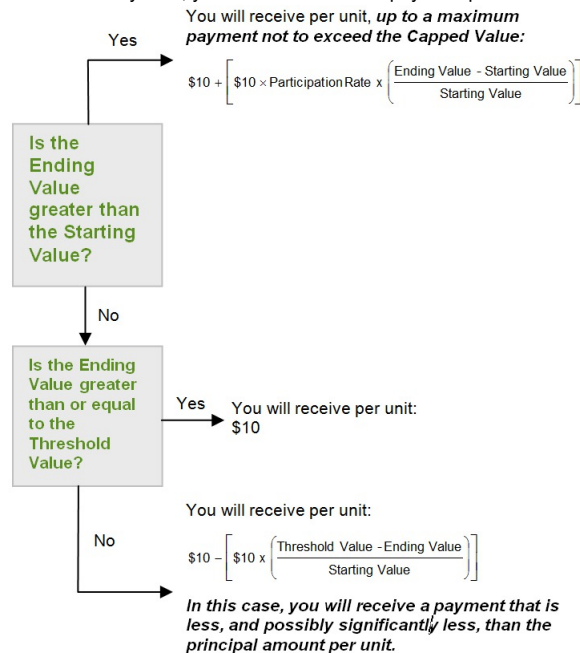 You will receive per unit, up to a maximum
payment not to exceed the Capped Value:
Yes
$10 + [ $10 × Participation Rate x ( Ending Value - Starting Value / Starting Value ) ]
Is the
Ending
Value
greater than
the Starting
Value?
No
Is the Ending
Value greater
than or equal
to the
Threshold
Value?
Yes
You will receive per unit:
$10
You will receive per unit:
No
$10 – [ $10 x ( Threshold Value - Ending Value / Starting Value ) ]
In this case, you will receive a payment that is
less, and possibly significantly less, than the
principal amount per unit.